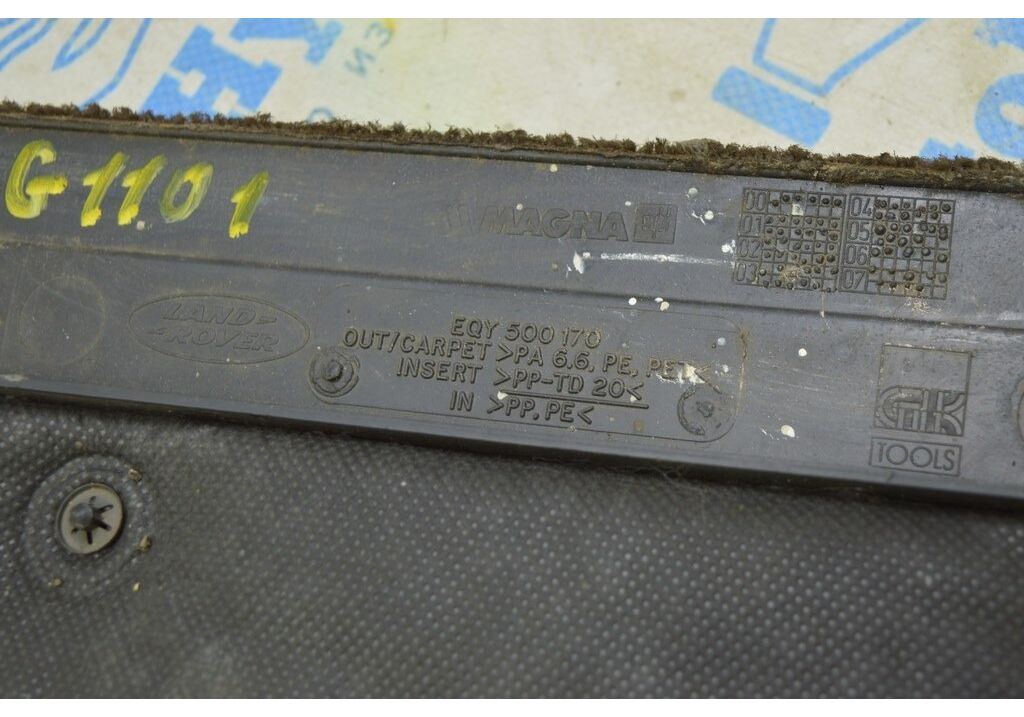 ИЗ
G1101
MAGNA
00 04
01 05
02 06
03 07
LAND-
ROVER
EQY 500 170
OUT/CARPET >PA 6.6, PE, PET<
INSERT >PP-TD 20<
IN >PP, PE<
TOOLS